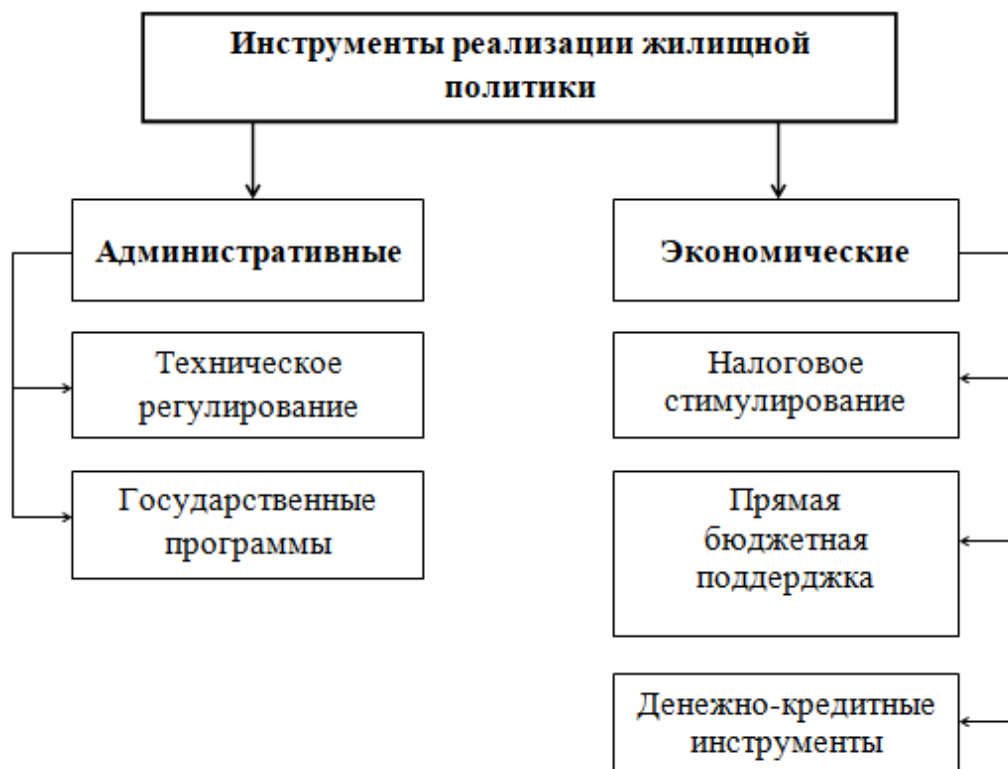 Инструменты реализации жилищной
политики
Административные
Техническое
регулирование
Государственные
программы
Экономические
Налоговое
стимулирование
Прямая
бюджетная
поддерджка
Денежно-кредитные
инструменты